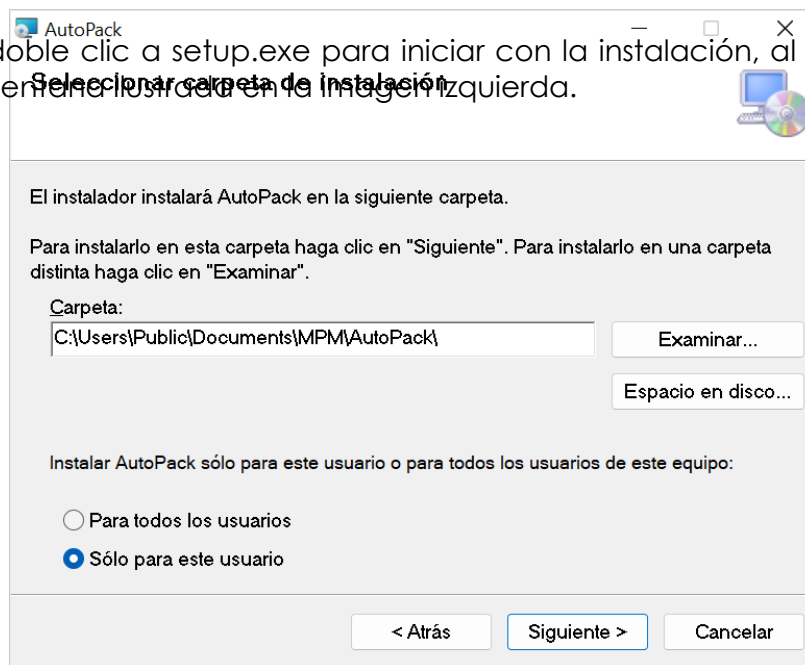 AutoPack
doble clic a setup.exe para iniciar con la instalación, al
Seleccionar carpeta de instalación
ilustrada en la imagen izquierda.
El instalador instalará AutoPack en la siguiente carpeta.
Para instalarlo en esta carpeta haga clic en "Siguiente". Para instalarlo en una carpeta
distinta haga clic en "Examinar".
Carpeta:
C:\Users\Public\Documents\MPM\AutoPack\
Examinar...
Espacio en disco...
Instalar AutoPack sólo para este usuario o para todos los usuarios de este equipo:
Para todos los usuarios
Sólo para este usuario
< Atrás
Siguiente >
Cancelar